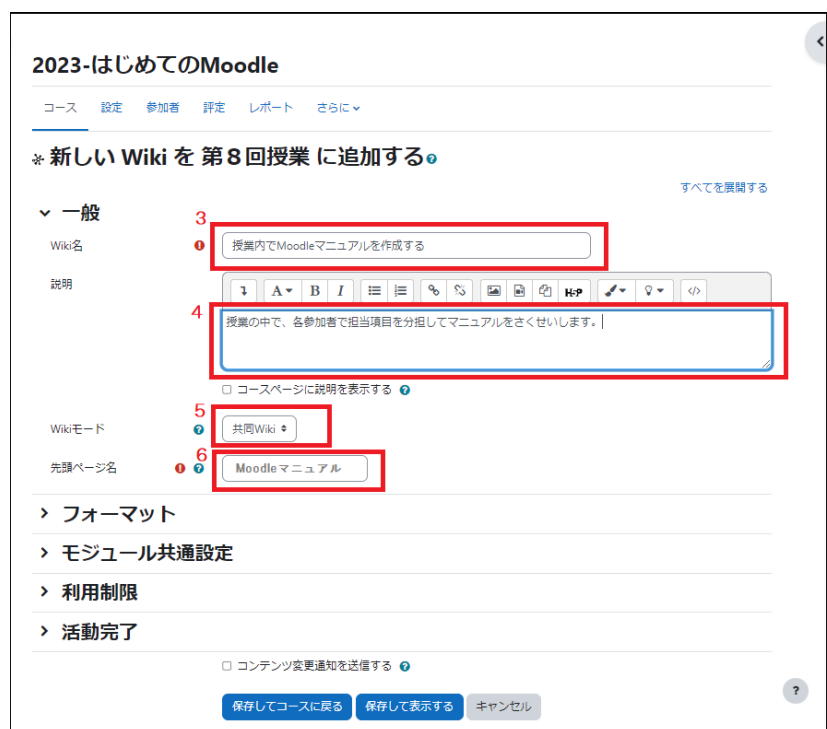 2023-はじめてのMoodle
コース 設定 参加者 評定 レポート さらに
新しい Wiki を 第８回授業 に追加する
すべてを展開する
一般
3
Wiki名 授業内でMoodleマニュアルを作成する
説明
A B I H-P </>
4
授業の中で、各参加者で担当項目を分担してマニュアルをさくせいします。
コースページに説明を表示する
5
Wikiモード 共同Wiki
6
先頭ページ名 Moodleマニュアル
フォーマット
モジュール共通設定
利用制限
活動完了
コンテンツ変更通知を送信する
保存してコースに戻る 保存して表示する キャンセル
?